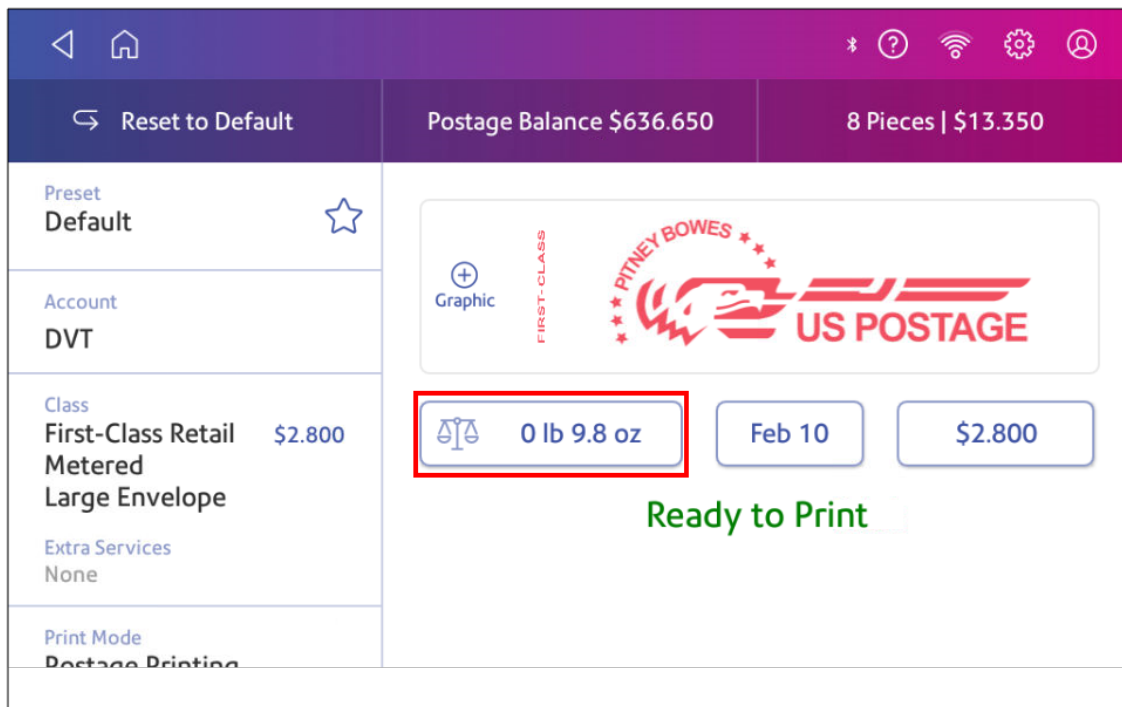 Reset to Default
Postage Balance $636.650
8 Pieces | $13.350
Preset
Default
Account
DVT
Class
First-Class Retail $2.800
Metered
Large Envelope
Extra Services
None
Print Mode
Postage Printing
Graphic
FIRST-CLASS
PITNEY BOWES
US POSTAGE
0 lb 9.8 oz
Feb 10
$2.800
Ready to Print